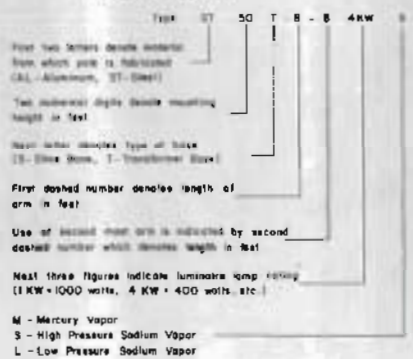 Type ST 50 T 8 - 8 4KW S
First two letters denote material
from which pole is fabricated
(AL-Aluminum, ST-Steel)
Two numerical digits denote mounting
height in feet
Next letter denotes type of base
(S-Shoe Base, T-Transformer Base)
First dashed number denotes length of
arm in feet
Use of second mast arm is indicated by second
dashed number which denotes length in feet
Next three figures indicate luminaire lamp rating
(1 KW = 1000 watts, 4 KW = 400 watts, etc.)
M - Mercury Vapor
S - High Pressure Sodium Vapor
L - Low Pressure Sodium Vapor